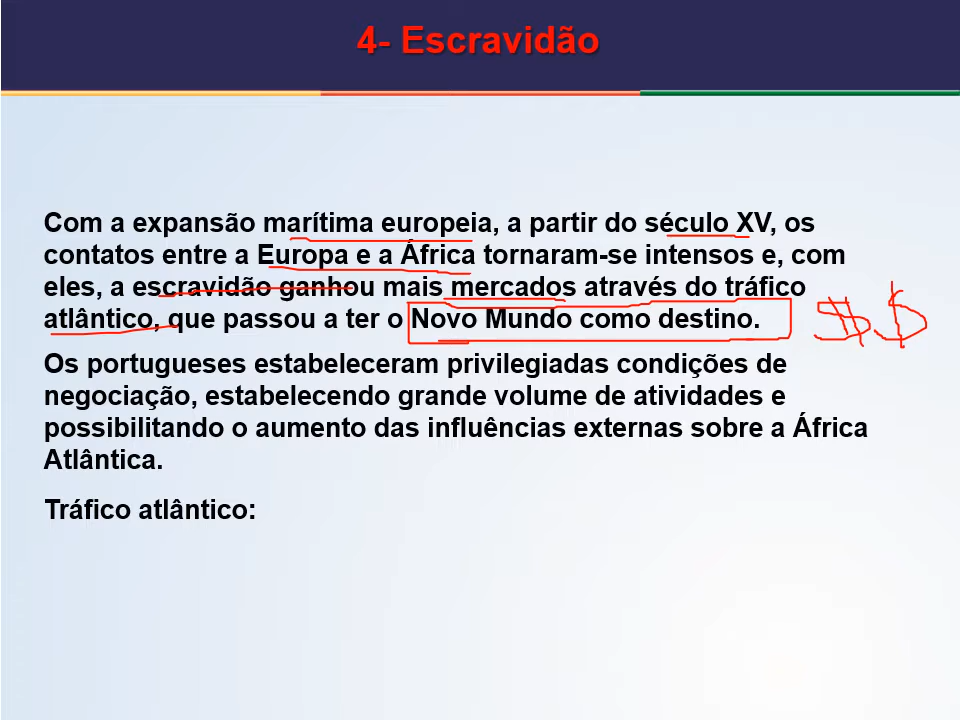 4- Escravidão
Com a expansão marítima europeia, a partir do século XV, os
contatos entre a Europa e a África tornaram-se intensos e, com
eles, a escravidão ganhou mais mercados através do tráfico
atlântico, que passou a ter o Novo Mundo como destino. $ $
Os portugueses estabeleceram privilegiadas condições de
negociação, estabelecendo grande volume de atividades e
possibilitando o aumento das influências externas sobre a África
Atlântica.
Tráfico atlântico: